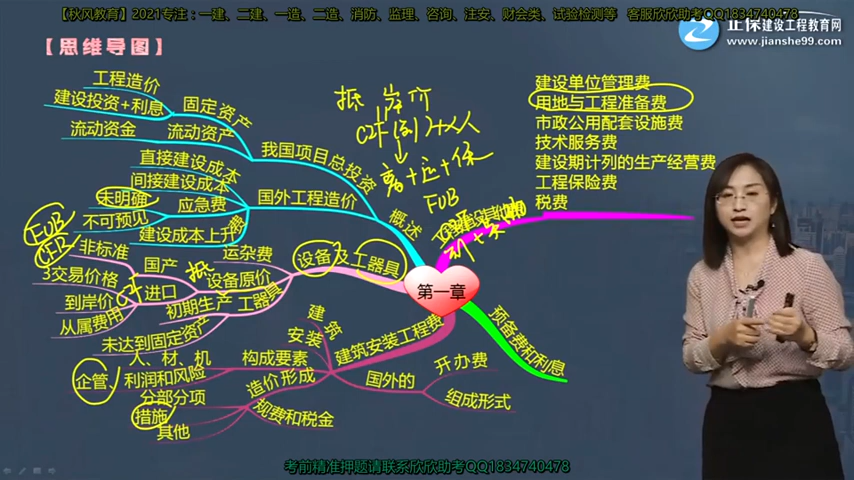 【秋风教育】2021专注：一建、二建、一造、二造、消防、监理、咨询、注安、财会类、试验检测等 客服欣欣助考QQ1834740478
正保建设工程教育网
www.jianshe99.com
【思维导图】
工程造价
建设投资+利息
固定资产
流动资金
流动资产
我国项目总投资
直接建设成本
间接建设成本
未明确
应急费
不可预见
建设成本上升费
国外工程造价
概述
抵岸价
CIF
FOB
建设单位管理费
用地与工程准备费
市政公用配套设施费
技术服务费
建设期计列的生产经营费
工程保险费
税费
FOB
CFR
非标准
国产
运杂费
设备及工器具
3交易价格
进口
设备原价
到岸价
CIF
从属费用
初期生产
工器具
未达到固定资产
第一章
预备费和利息
建筑
安装
建筑安装工程费
人、材、机
构成要素
企管
利润和风险
造价形成
国外的
开办费
组成形式
分部分项
措施
规费和税金
其他
考前精准押题请联系欣欣助考QQ1834740478